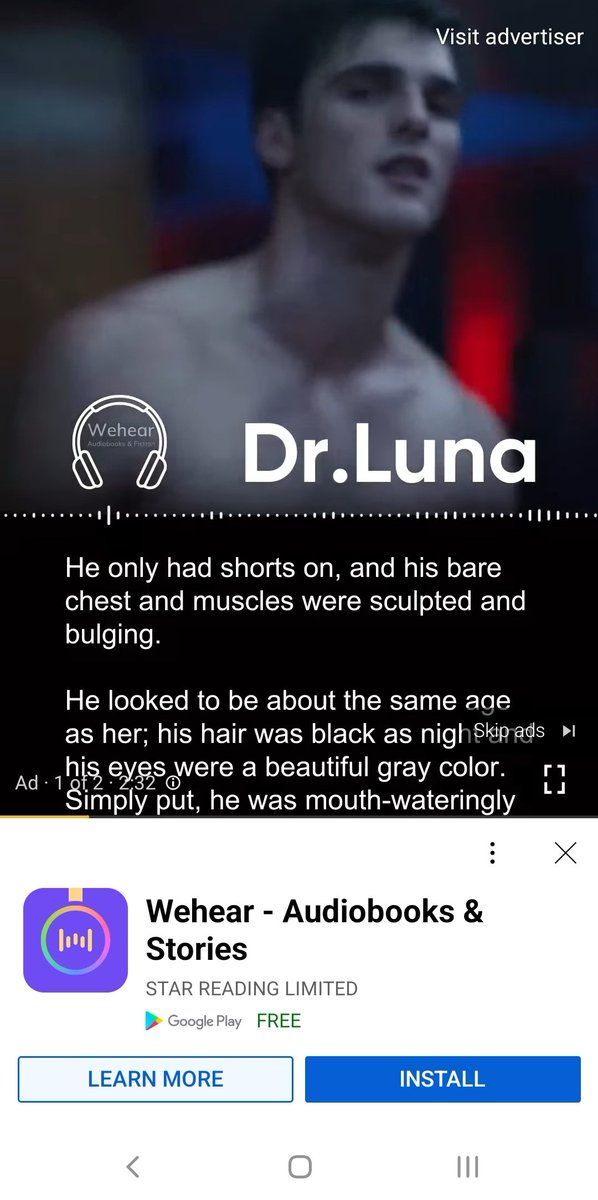 Visit advertiser
Wehear
Audiobooks & Fiction
Dr.Luna
He only had shorts on, and his bare
chest and muscles were sculpted and
bulging.
He looked to be about the same age
as her; his hair was black as night and
Skip ads
his eyes were a beautiful gray color.
Ad · 1 of 2 · 2:32
Simply put, he was mouth-wateringly
Wehear - Audiobooks &
Stories
STAR READING LIMITED
Google Play FREE
LEARN MORE
INSTALL